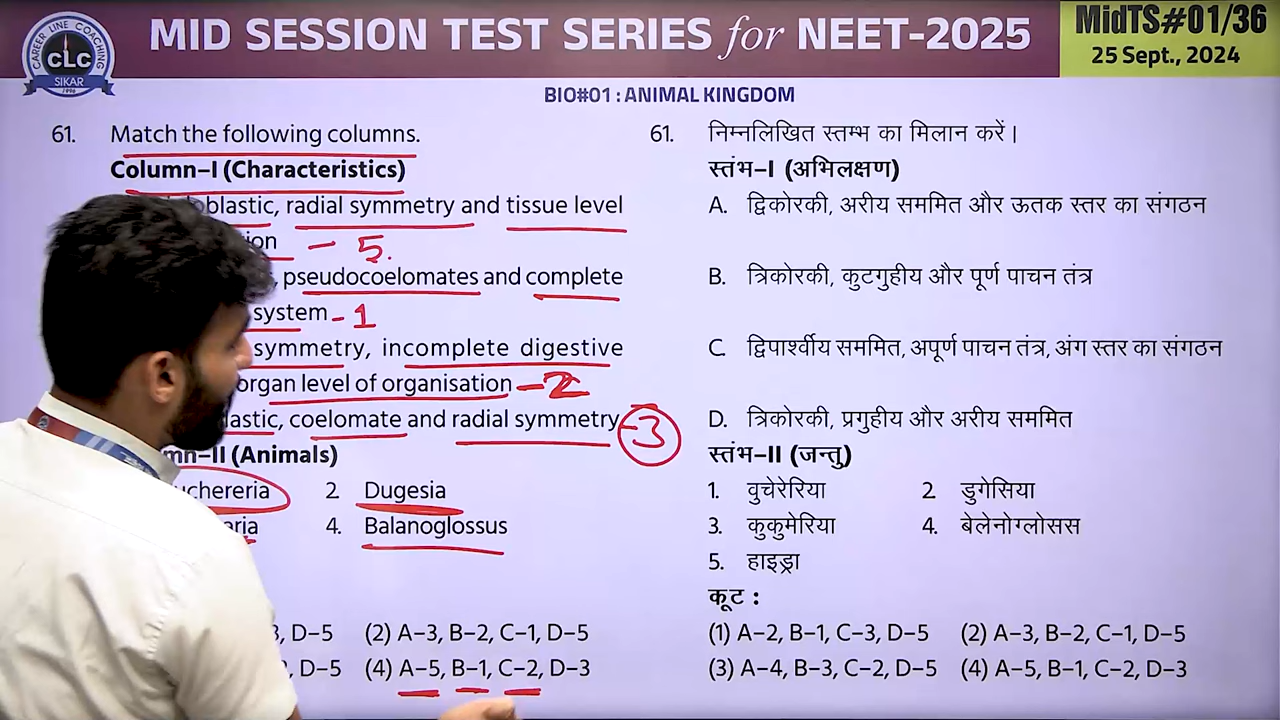 CAREER LINE COACHING
CLC
SIKAR
1996
MID SESSION TEST SERIES for NEET-2025
MidTS#01/36
25 Sept., 2024
BIO#01 : ANIMAL KINGDOM
61. Match the following columns.
Column–I (Characteristics)
radial symmetry and tissue level
– 5.
pseudocoelomates and complete
system – 1
symmetry, incomplete digestive
organ level of organisation – 2
coelomate and radial symmetry – 3
(Animals)
2. Dugesia
4. Balanoglossus
, D–5 (2) A–3, B–2, C–1, D–5
, D–5 (4) A–5, B–1, C–2, D–3
61. निम्नलिखित स्तम्भ का मिलान करें।
स्तंभ–I (अभिलक्षण)
A. द्विकोरकी, अरीय सममित और ऊतक स्तर का संगठन
B. त्रिकोरकी, कुटगुहीय और पूर्ण पाचन तंत्र
C. द्विपार्श्वीय सममित, अपूर्ण पाचन तंत्र, अंग स्तर का संगठन
D. त्रिकोरकी, प्रगुहीय और अरीय सममित
स्तंभ–II (जन्तु)
1. वुचेरेरिया 2. डुगेसिया
3. कुकुमेरिया 4. बेलेनोग्लोसस
5. हाइड्रा
कूट :
(1) A–2, B–1, C–3, D–5 (2) A–3, B–2, C–1, D–5
(3) A–4, B–3, C–2, D–5 (4) A–5, B–1, C–2, D–3